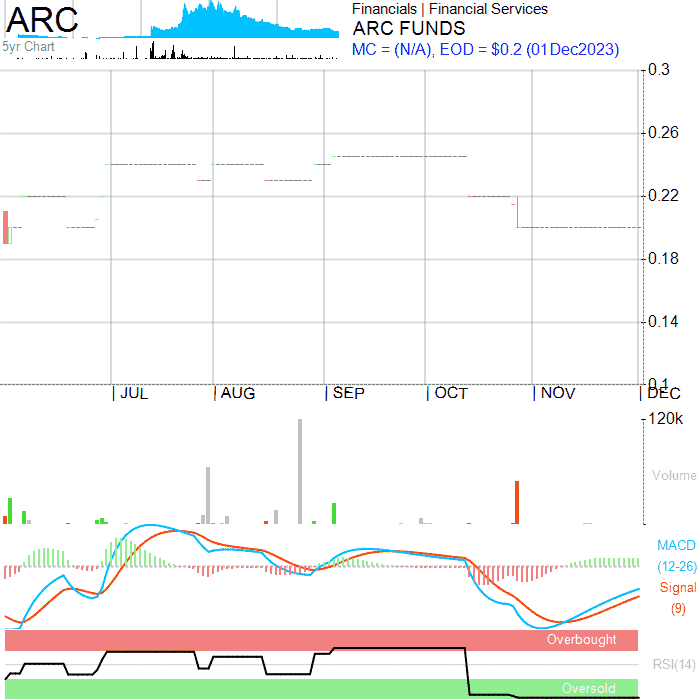 ARC
5yr Chart
Financials | Financial Services
ARC FUNDS
MC = (N/A), EOD = $0.2 (01Dec2023)
0.3
0.26
0.22
0.18
0.14
0.1
| JUL | AUG | SEP | OCT | NOV | DEC
120k
Volume
MACD
(12-26)
Signal
(9)
Overbought
RSI(14)
Oversold